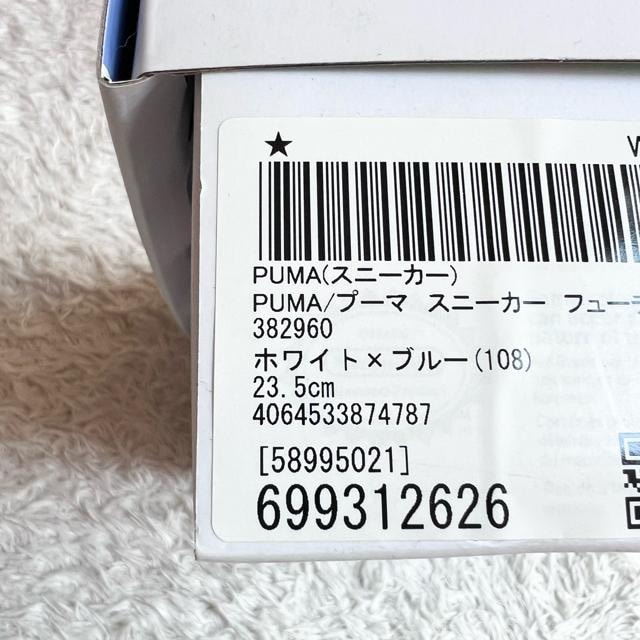 ★
PUMA(スニーカー)
PUMA/プーマ スニーカー フュー
382960
ホワイト×ブルー(108)
23.5cm
4064533874787
[58995021]
699312626